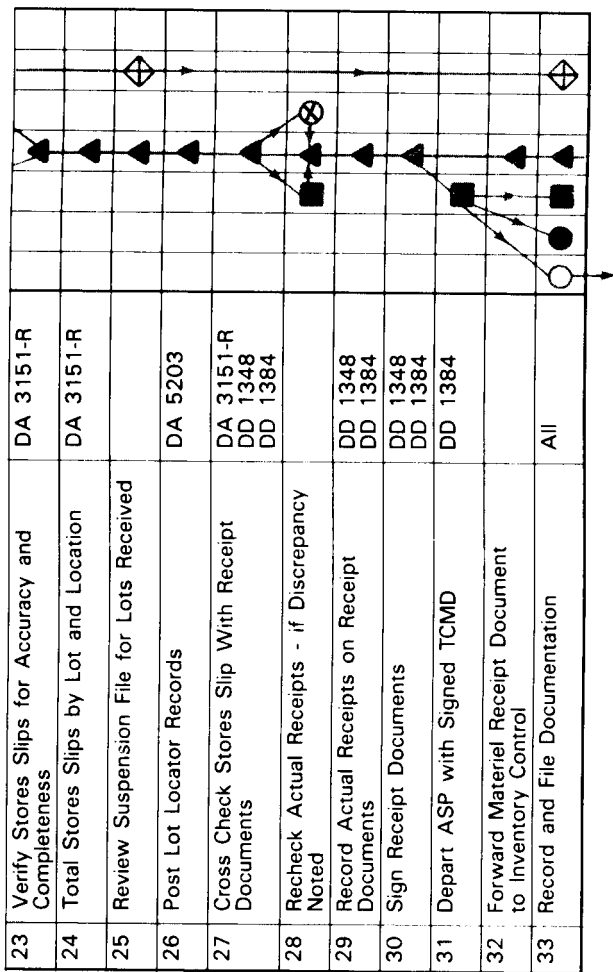 23 Verify Stores Slips for Accuracy and DA 3151-R
Completeness
24 Total Stores Slips by Lot and Location DA 3151-R
25 Review Suspension File for Lots Received
26 Post Lot Locator Records DA 5203
27 Cross Check Stores Slip With Receipt DA 3151-R
Documents DD 1348
DD 1384
28 Recheck Actual Receipts - if Discrepancy
Noted
29 Record Actual Receipts on Receipt DD 1348
Documents DD 1384
30 Sign Receipt Documents DD 1348
DD 1384
31 Depart ASP with Signed TCMD DD 1384
32 Forward Materiel Receipt Document
to Inventory Control
33 Record and File Documentation All